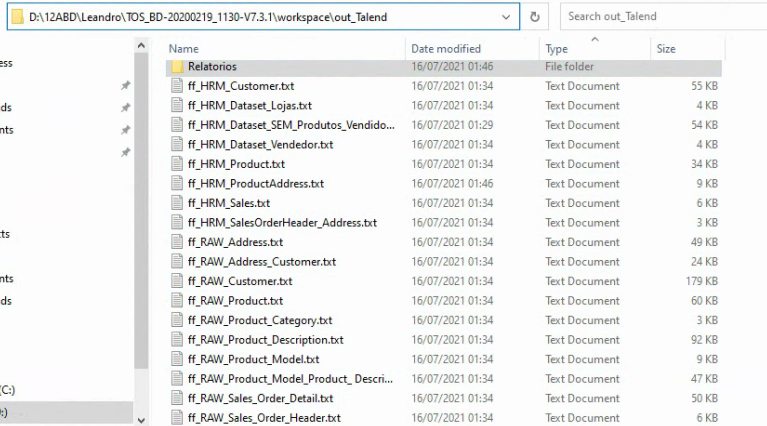 D:\12ABD\Leandro\TOS_BD-20200219_1130-V7.3.1\workspace\out_Talend
Search out_Talend
Name Date modified Type Size
Relatorios 16/07/2021 01:46 File folder
ff_HRM_Customer.txt 16/07/2021 01:34 Text Document 55 KB
ff_HRM_Dataset_Lojas.txt 16/07/2021 01:34 Text Document 4 KB
ff_HRM_Dataset_SEM_Produtos_Vendido... 16/07/2021 01:29 Text Document 54 KB
ff_HRM_Dataset_Vendedor.txt 16/07/2021 01:34 Text Document 4 KB
ff_HRM_Product.txt 16/07/2021 01:34 Text Document 34 KB
ff_HRM_ProductAddress.txt 16/07/2021 01:46 Text Document 9 KB
ff_HRM_Sales.txt 16/07/2021 01:34 Text Document 6 KB
ff_HRM_SalesOrderHeader_Address.txt 16/07/2021 01:34 Text Document 3 KB
ff_RAW_Address.txt 16/07/2021 01:34 Text Document 49 KB
ff_RAW_Address_Customer.txt 16/07/2021 01:34 Text Document 24 KB
ff_RAW_Customer.txt 16/07/2021 01:34 Text Document 179 KB
ff_RAW_Product.txt 16/07/2021 01:34 Text Document 60 KB
ff_RAW_Product_Category.txt 16/07/2021 01:34 Text Document 3 KB
ff_RAW_Product_Description.txt 16/07/2021 01:34 Text Document 92 KB
ff_RAW_Product_Model.txt 16/07/2021 01:34 Text Document 9 KB
ff_RAW_Product_Model_Product_ Descri... 16/07/2021 01:34 Text Document 47 KB
ff_RAW_Sales_Order_Detail.txt 16/07/2021 01:34 Text Document 50 KB
ff_RAW_Sales_Order_Header.txt 16/07/2021 01:34 Text Document 6 KB
ess
ds
nts
tts
nts
ds
(C:)
):)